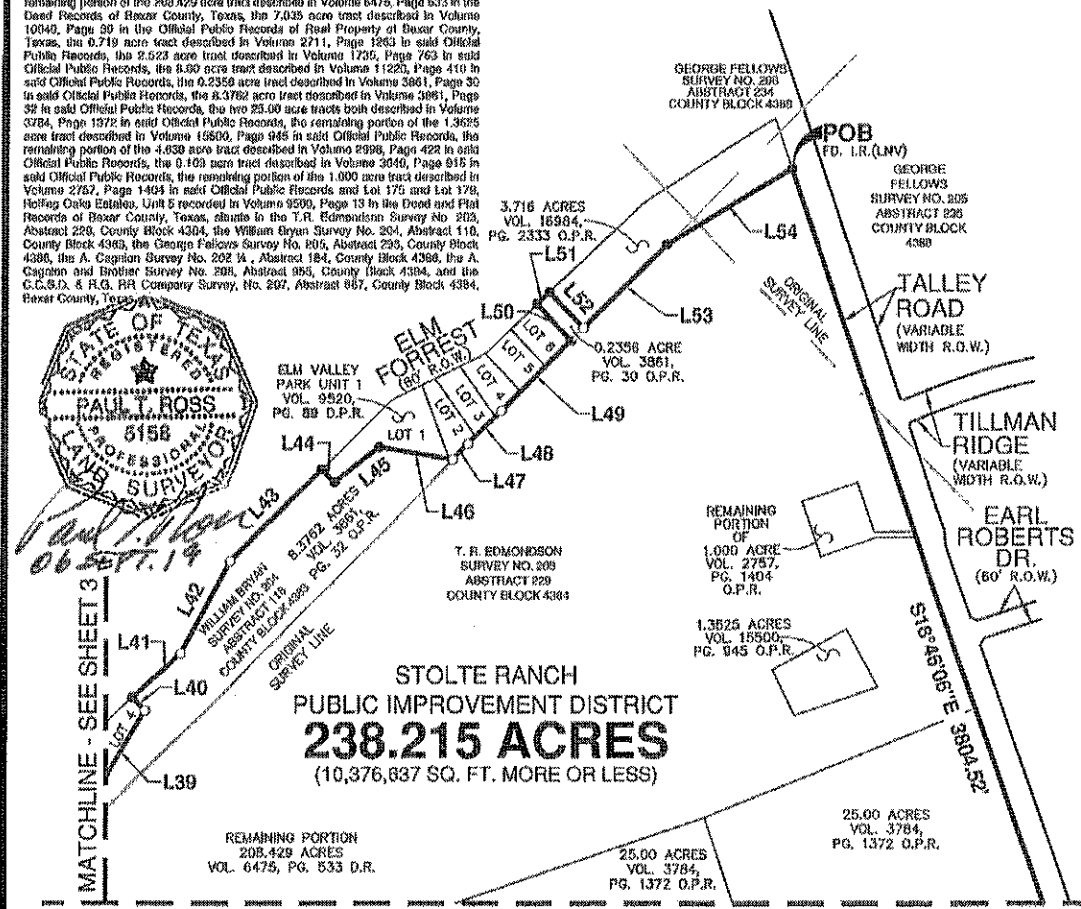 remaining portion of the 208.429 acre tract described in Volume 6475, Page 533 in the
Deed Records of Bexar County, Texas, the 7.035 acre tract described in Volume
10040, Page 30 in the Official Public Records of Real Property of Bexar County,
Texas, the 0.719 acre tract described in Volume 2711, Page 1263 in said Official
Public Records, the 2.523 acre tract described in Volume 1735, Page 763 in said
Official Public Records, the 8.00 acre tract described in Volume 11220, Page 410 in
said Official Public Records, the 0.2356 acre tract described in Volume 3861, Page 30
in said Official Public Records, the 8.3762 acre tract described in Volume 3861, Page
32 in said Official Public Records, the two 25.00 acre tracts both described in Volume
3784, Page 1372 in said Official Public Records, the remaining portion of the 1.3625
acre tract described in Volume 15500, Page 945 in said Official Public Records, the
remaining portion of the 4.630 acre tract described in Volume 2998, Page 422 in said
Official Public Records, the 0.103 acre tract described in Volume 3040, Page 915 in
said Official Public Records, the remaining portion of the 1.000 acre tract described in
Volume 2757, Page 1404 in said Official Public Records and Lot 175 and Lot 178,
Rolling Oaks Estates, Unit 5 recorded in Volume 9500, Page 13 in the Deed and Plat
Records of Bexar County, Texas, situate in the T.R. Edmondson Survey No. 203,
Abstract 229, County Block 4384, the William Bryan Survey No. 204, Abstract 110,
County Block 4383, the George Fellows Survey No. 205, Abstract 235, County Block
4388, the A. Cagnion Survey No. 202 ¼, Abstract 184, County Block 4386, the A.
Cagnion and Brother Survey No. 208, Abstract 955, County Block 4394, and the
C.C.S.D. & R.G. RR Company Survey, No. 207, Abstract 887, County Block 4384,
Bexar County, Texas
STATE OF TEXAS
REGISTERED
PAUL T. ROSS
5158
PROFESSIONAL
LAND SURVEYOR
06 SEPT. 19
GEORGE FELLOWS
SURVEY NO. 206
ABSTRACT 234
COUNTY BLOCK 4380
POB
FD. I.R.(LNV)
GEORGE
FELLOWS
SURVEY NO. 205
ABSTRACT 235
COUNTY BLOCK
4388
3.716 ACRES
VOL. 16984,
PG. 2333 O.P.R.
L54
L51
L52
L50
L53
ORIGINAL
SURVEY LINE
TALLEY
ROAD
(VARIABLE
WIDTH R.O.W.)
ELM
FORREST
(60' R.O.W.)
LOT 6
LOT 5
LOT 4
LOT 3
LOT 2
LOT 1
0.2356 ACRE
VOL. 3861,
PG. 30 O.P.R.
ELM VALLEY
PARK UNIT 1
VOL. 9520,
PG. 89 D.P.R.
L49
L48
L47
L46
L45
L44
L43
L42
L41
L40
L39
LOT 4
TILLMAN
RIDGE
(VARIABLE
WIDTH R.O.W.)
8.3762 ACRES
VOL. 3861,
PG. 32 O.P.R.
WILLIAM BRYAN
SURVEY NO. 204
ABSTRACT 110
COUNTY BLOCK 4383
ORIGINAL
SURVEY LINE
T. R. EDMONDSON
SURVEY NO. 203
ABSTRACT 229
COUNTY BLOCK 4384
REMAINING
PORTION
OF
1.000 ACRE
VOL. 2757,
PG. 1404
O.P.R.
EARL
ROBERTS
DR.
(60' R.O.W.)
1.3625 ACRES
VOL. 15500,
PG. 945 O.P.R.
S18°46'06"E 3804.52'
MATCHLINE - SEE SHEET 3
STOLTE RANCH
PUBLIC IMPROVEMENT DISTRICT
238.215 ACRES
(10,376,637 SQ. FT. MORE OR LESS)
REMAINING PORTION
208.429 ACRES
VOL. 6475, PG. 533 D.R.
25.00 ACRES
VOL. 3784,
PG. 1372 O.P.R.
25.00 ACRES
VOL. 3784,
PG. 1372 O.P.R.